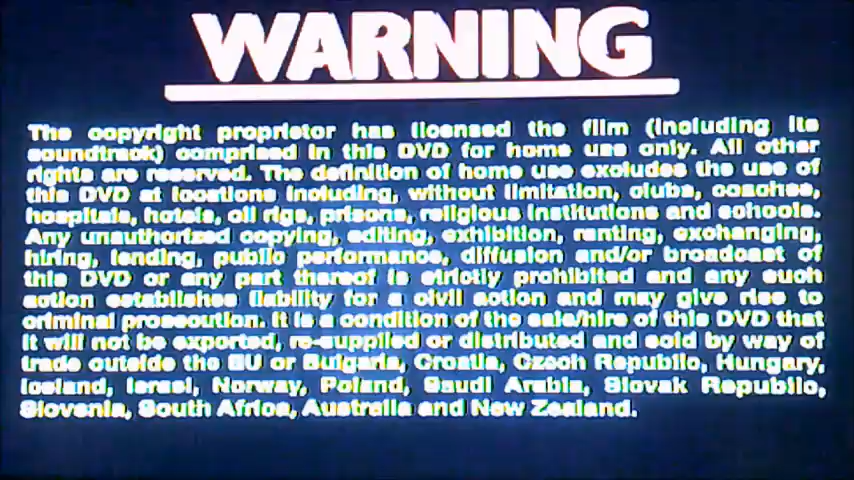 WARNING
The copyright proprietor has licensed the film (including its
soundtrack) comprised in this DVD for home use only. All other
rights are reserved. The definition of home use excludes the use of
this DVD at locations including, without limitation, clubs, coaches,
hospitals, hotels, oil rigs, prisons, religious institutions and schools.
Any unauthorized copying, editing, exhibition, renting, exchanging,
hiring, lending, public performance, diffusion and/or broadcast of
this DVD or any part thereof is strictly prohibited and any such
action establishes liability for a civil action and may give rise to
criminal prosecution. It is a condition of the sale/hire of this DVD that
it will not be exported, re-supplied or distributed and sold by way of
trade outside the EU or Bulgaria, Croatia, Czech Republic, Hungary,
Iceland, Israel, Norway, Poland, Saudi Arabia, Slovak Republic,
Slovenia, South Africa, Australia and New Zealand.